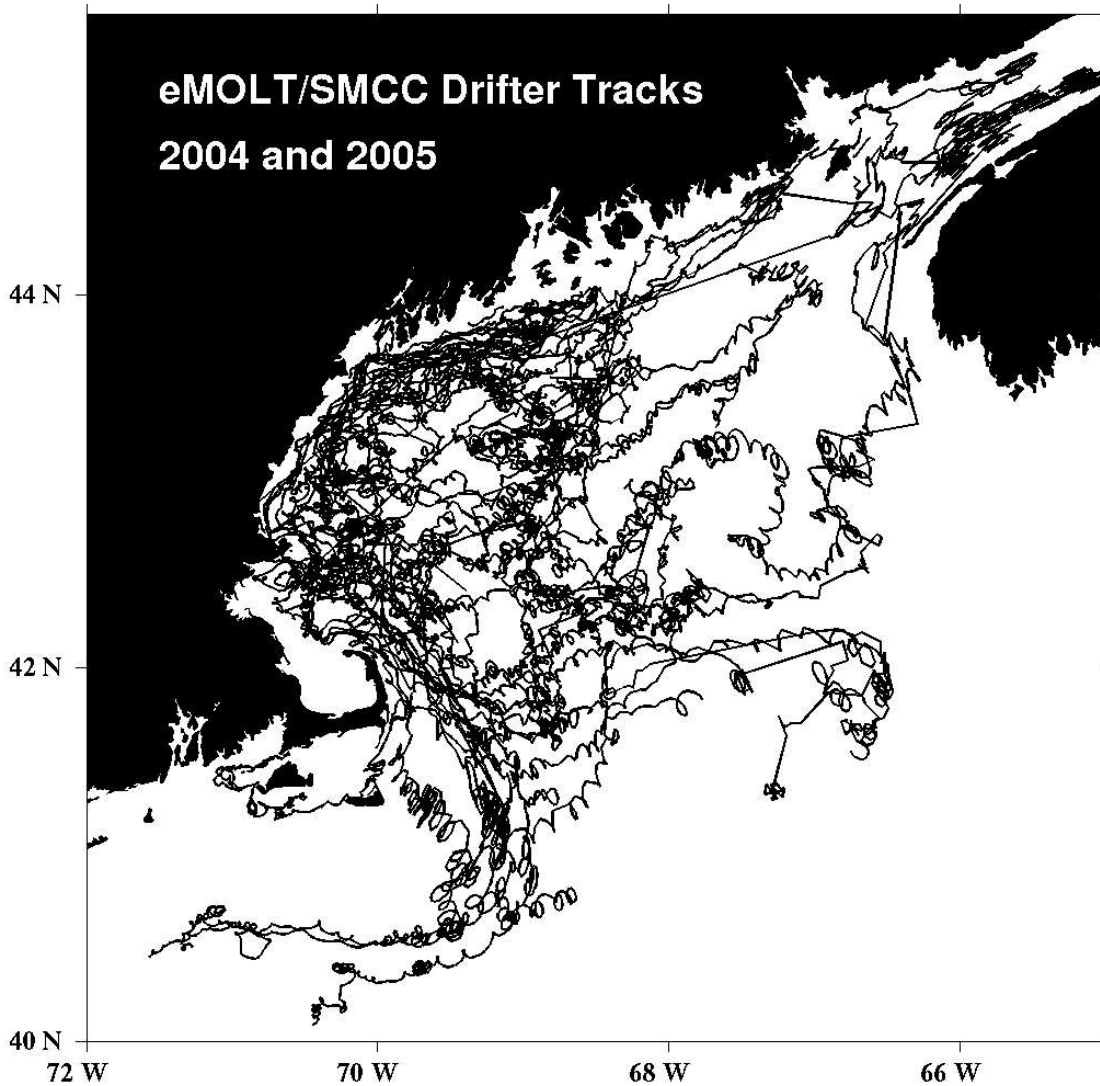 eMOLT/SMCC Drifter Tracks
2004 and 2005
44 N
42 N
40 N
72 W 70 W 68 W 66 W